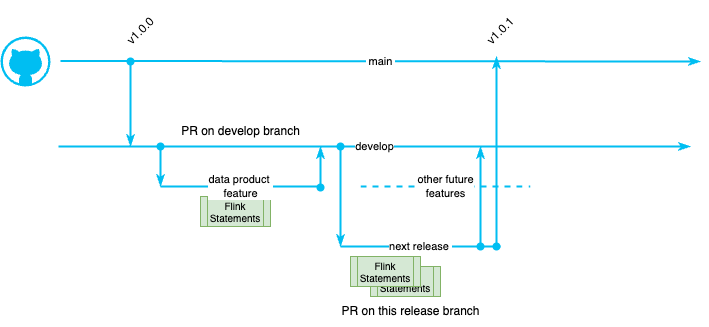 v1.0.0
v1.0.1
main
PR on develop branch
develop
data product
feature
other future
features
Flink
Statements
next release
Flink
Statements
Statements
PR on this release branch